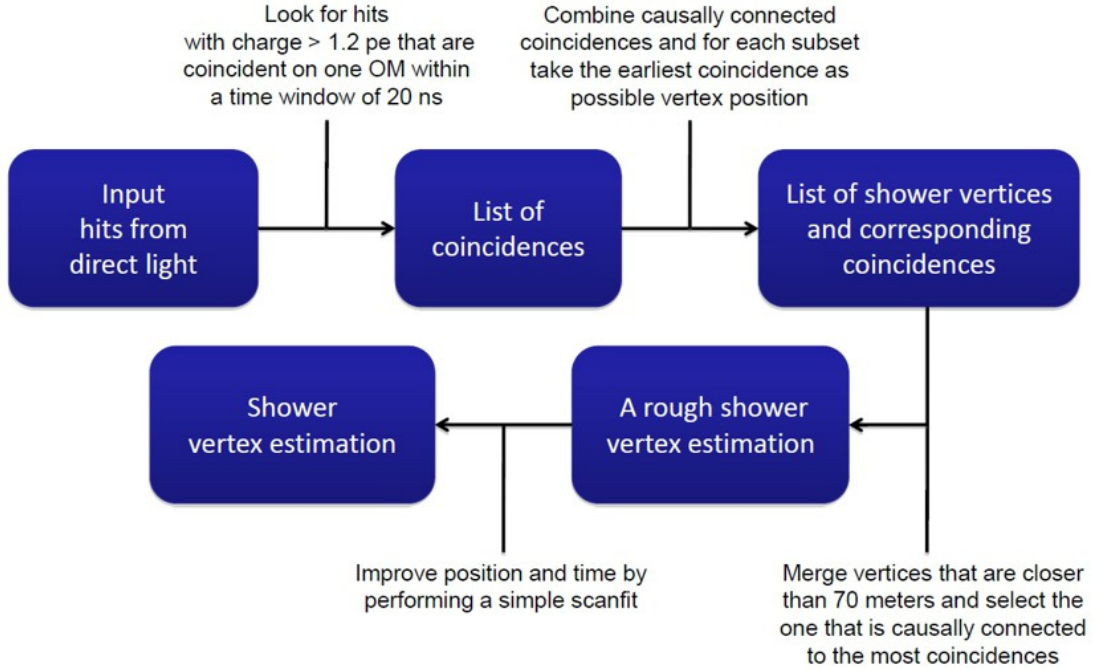 Look for hits
with charge > 1.2 pe that are
coincident on one OM within
a time window of 20 ns
Combine causally connected
coincidences and for each subset
take the earliest coincidence as
possible vertex position
Input
hits from
direct light
List of
coincidences
List of shower vertices
and corresponding
coincidences
Shower
vertex estimation
A rough shower
vertex estimation
Improve position and time by
performing a simple scanfit
Merge vertices that are closer
than 70 meters and select the
one that is causally connected
to the most coincidences